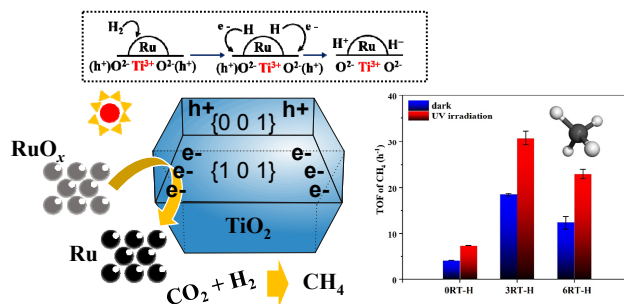 H₂
e - H H e -
Ru Ru H⁺ Ru H⁻
(h⁺)O²⁻ Ti³⁺ O²⁻(h⁺) (h⁺)O²⁻ Ti³⁺ O²⁻(h⁺) O²⁻ Ti³⁺ O²⁻
h+ {0 0 1} h+
RuOₓ
e- {1 0 1} e-
e- e-
e- e-
TiO₂
Ru
CO₂ + H₂ CH₄
dark
UV irradiation
TOF of CH₄ (h⁻¹)
40
30
20
10
0
0RT-H 3RT-H 6RT-H